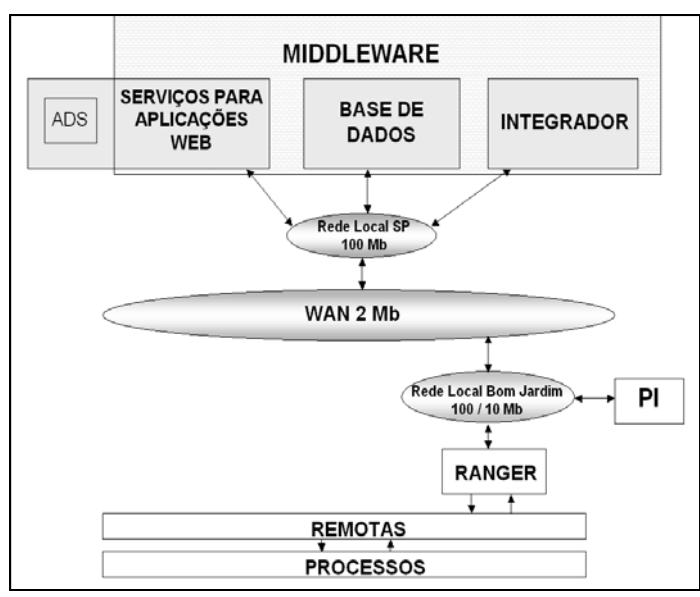 MIDDLEWARE
ADS
SERVIÇOS PARA
APLICAÇÕES
WEB
BASE DE
DADOS
INTEGRADOR
Rede Local SP
100 Mb
WAN 2 Mb
Rede Local Bom Jardim
100 / 10 Mb
PI
RANGER
REMOTAS
PROCESSOS